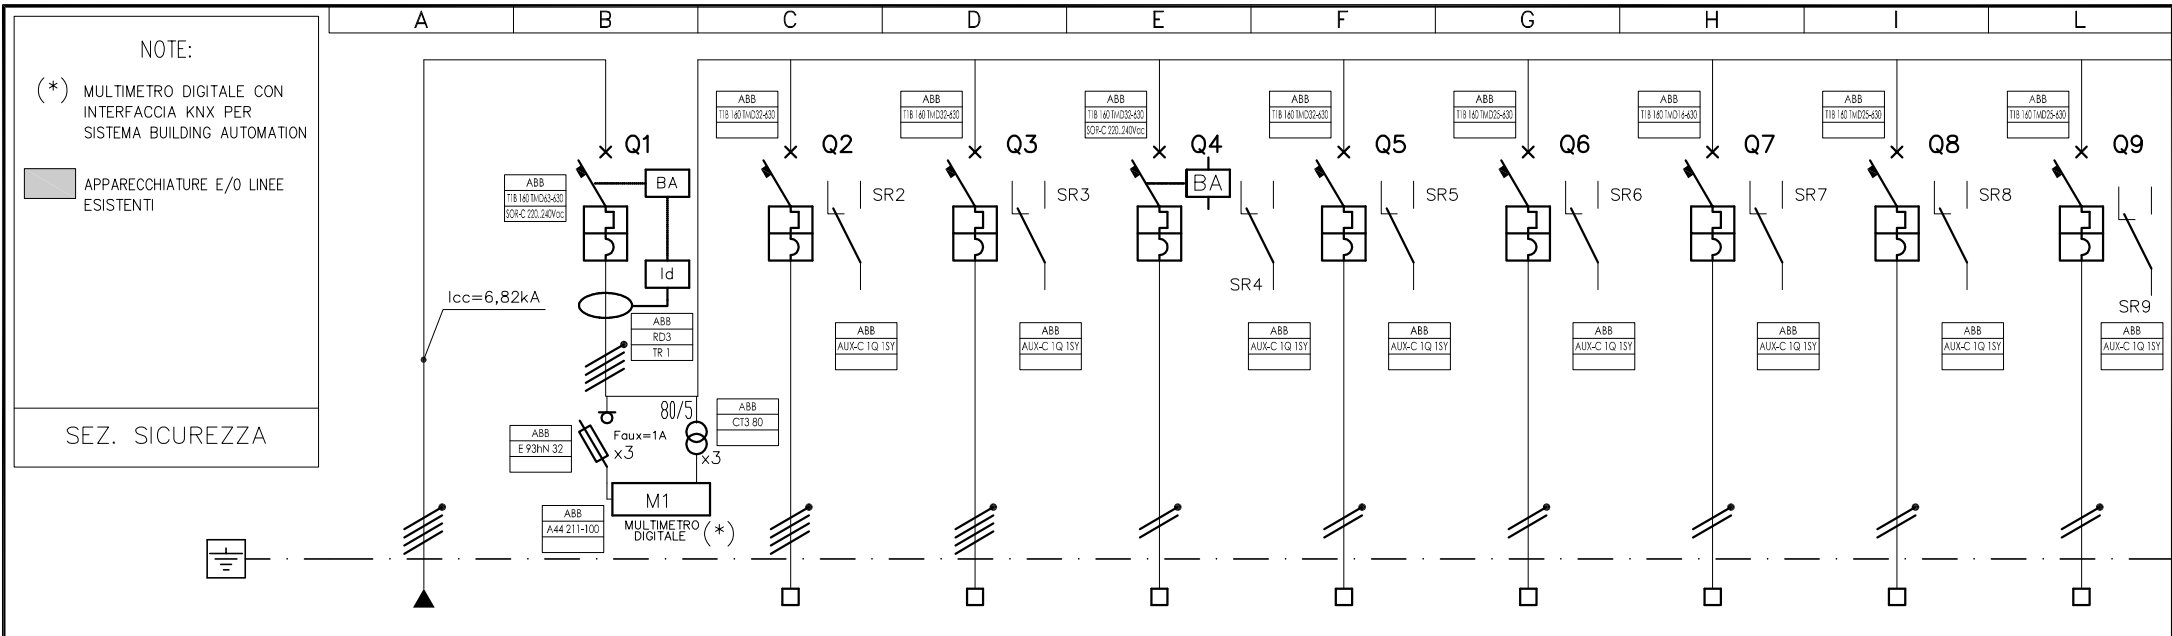 A B C D E F G H I L
NOTE:
(*) MULTIMETRO DIGITALE CON
INTERFACCIA KNX PER
SISTEMA BUILDING AUTOMATION
APPARECCHIATURE E/O LINEE
ESISTENTI
SEZ. SICUREZZA
Icc=6,82kA
Q1
BA
Id
ABB
T1B 160 TMD63-630
SOR-C 220..240Vac
ABB
RD3
TR 1
80/5
ABB
CT3 80
Faux=1A
x3
x3
ABB
E 93hN 32
M1
MULTIMETRO
DIGITALE (*)
ABB
A44 211-100
ABB
T1B 160 TMD32-630
Q2
SR2
ABB
AUX-C 1Q 1SY
ABB
T1B 160 TMD32-630
Q3
SR3
ABB
AUX-C 1Q 1SY
ABB
T1B 160 TMD32-630
SOR-C 220..240Vac
Q4
BA
SR4
ABB
AUX-C 1Q 1SY
ABB
T1B 160 TMD32-630
Q5
SR5
ABB
AUX-C 1Q 1SY
ABB
T1B 160 TMD25-630
Q6
SR6
ABB
AUX-C 1Q 1SY
ABB
T1B 160 TMD16-630
Q7
SR7
ABB
AUX-C 1Q 1SY
ABB
T1B 160 TMD25-630
Q8
SR8
ABB
AUX-C 1Q 1SY
ABB
T1B 160 TMD25-630
Q9
SR9
ABB
AUX-C 1Q 1SY